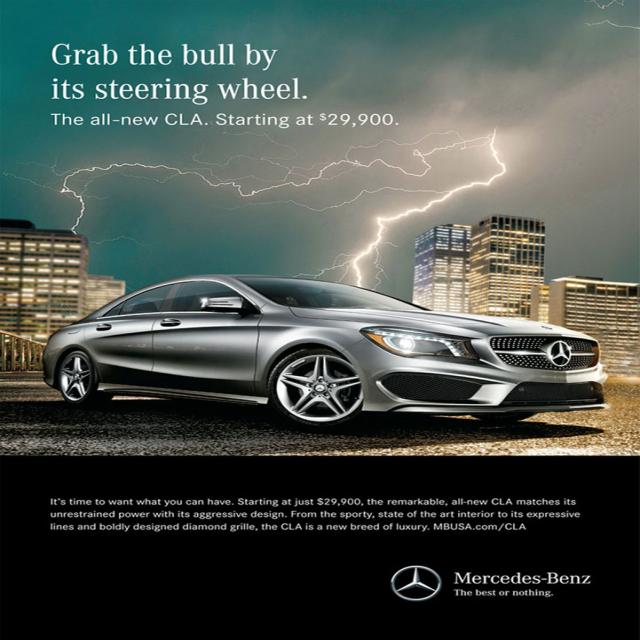 Grab the bull by
its steering wheel.
The all-new CLA. Starting at $29,900.
It's time to want what you can have. Starting at just $29,900, the remarkable, all-new CLA matches its
unrestrained power with its aggressive design. From the sporty, state of the art interior to its expressive
lines and boldly designed diamond grille, the CLA is a new breed of luxury. MBUSA.com/CLA
Mercedes-Benz
The best or nothing.